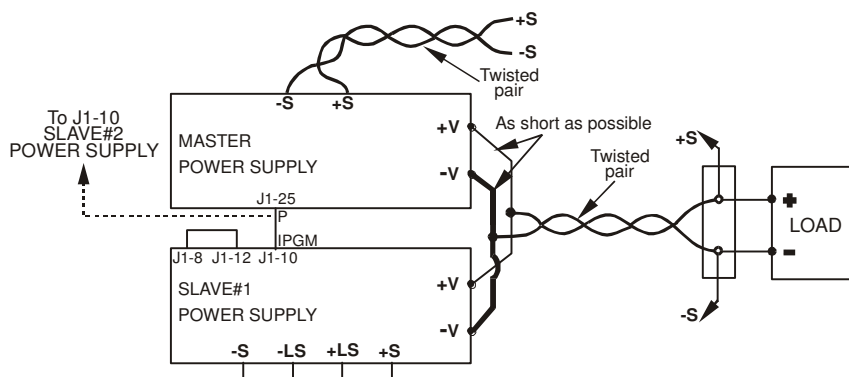 +S
-S
Twisted
pair
-S +S
To J1-10
SLAVE#2
POWER SUPPLY
MASTER
POWER SUPPLY
+V
-V
As short as possible
Twisted
pair
+S
+
-
LOAD
-S
J1-25
P
IPGM
J1-8 J1-12 J1-10
SLAVE#1
POWER SUPPLY
+V
-V
-S -LS +LS +S